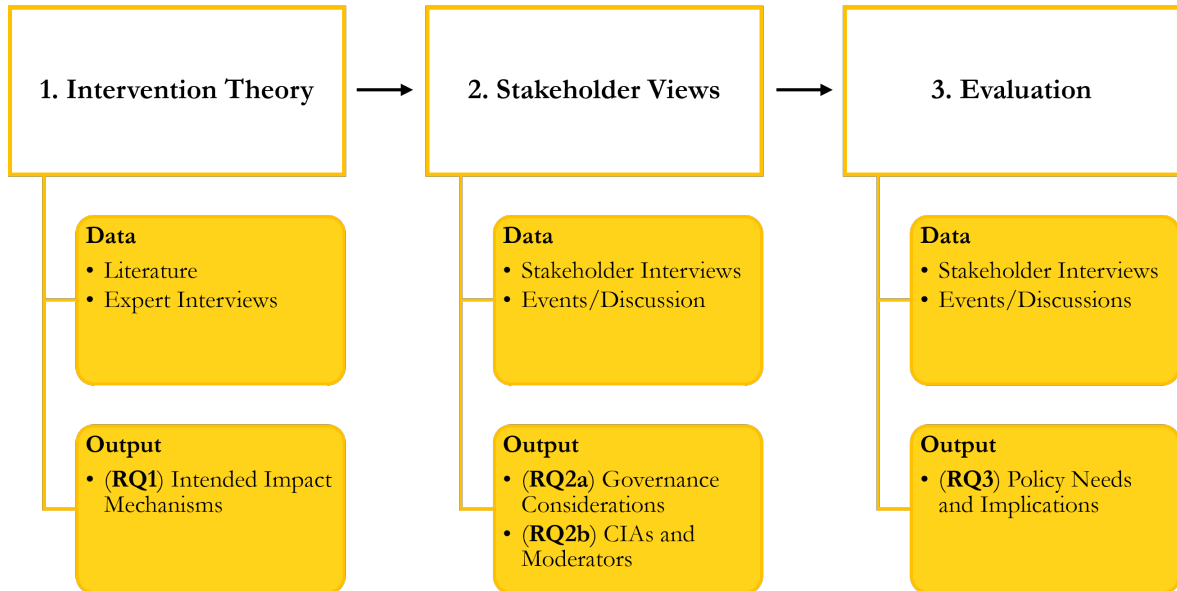 1. Intervention Theory
2. Stakeholder Views
3. Evaluation
Data
• Literature
• Expert Interviews
Data
• Stakeholder Interviews
• Events/Discussion
Data
• Stakeholder Interviews
• Events/Discussions
Output
• (RQ1) Intended Impact
Mechanisms
Output
• (RQ2a) Governance
Considerations
• (RQ2b) CIAs and
Moderators
Output
• (RQ3) Policy Needs
and Implications